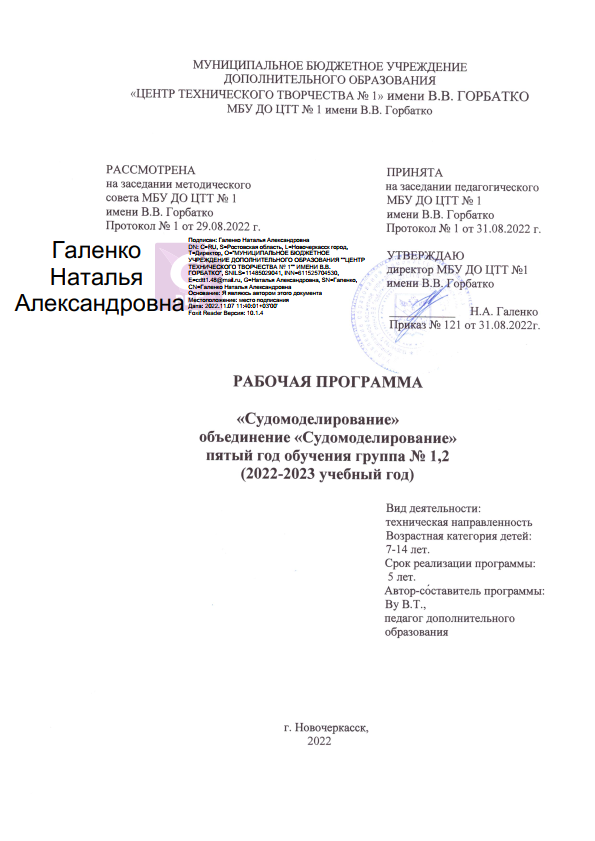 МУНИЦИПАЛЬНОЕ БЮДЖЕТНОЕ УЧРЕЖДЕНИЕ
ДОПОЛНИТЕЛЬНОГО ОБРАЗОВАНИЯ
«ЦЕНТР ТЕХНИЧЕСКОГО ТВОРЧЕСТВА № 1» имени В.В. ГОРБАТКО
МБУ ДО ЦТТ № 1 имени В.В. Горбатко
РАССМОТРЕНА
на заседании методического
совета МБУ ДО ЦТТ № 1
имени В.В. Горбатко
Протокол № 1 от 29.08.2022 г.
ПРИНЯТА
на заседании педагогического
МБУ ДО ЦТТ № 1
имени В.В. Горбатко
Протокол № 1 от 31.08.2022 г.
Галенко
Наталья
Александровна
Подписан: Галенко Наталья Александровна
DN: C=RU, S=Ростовская область, L=Новочеркасск город,
T=Директор, O="МУНИЦИПАЛЬНОЕ БЮДЖЕТНОЕ
УЧРЕЖДЕНИЕ ДОПОЛНИТЕЛЬНОГО ОБРАЗОВАНИЯ ""ЦЕНТР
ТЕХНИЧЕСКОГО ТВОРЧЕСТВА № 1"" ИМЕНИ В.В.
ГОРБАТКО", SNILS=11485029041, INN=611525704530,
E=cdtt1.48@mail.ru, G=Наталья Александровна, SN=Галенко,
CN=Галенко Наталья Александровна
Основание: Я являюсь автором этого документа
Местоположение: место подписания
Дата: 2022.11.07 11:40:01+03'00'
Foxit Reader Версия: 10.1.4
УТВЕРЖДАЮ
директор МБУ ДО ЦТТ №1
имени В.В. Горбатко
____________ Н.А. Галенко
Приказ № 121 от 31.08.2022г.
РАБОЧАЯ ПРОГРАММА
«Судомоделирование»
объединение «Судомоделирование»
пятый год обучения группа № 1,2
(2022-2023 учебный год)
Вид деятельности:
техническая направленность
Возрастная категория детей:
7-14 лет.
Срок реализации программы:
5 лет.
Автор-составитель программы:
Ву В.Т.,
педагог дополнительного
образования
г. Новочеркасск,
2022